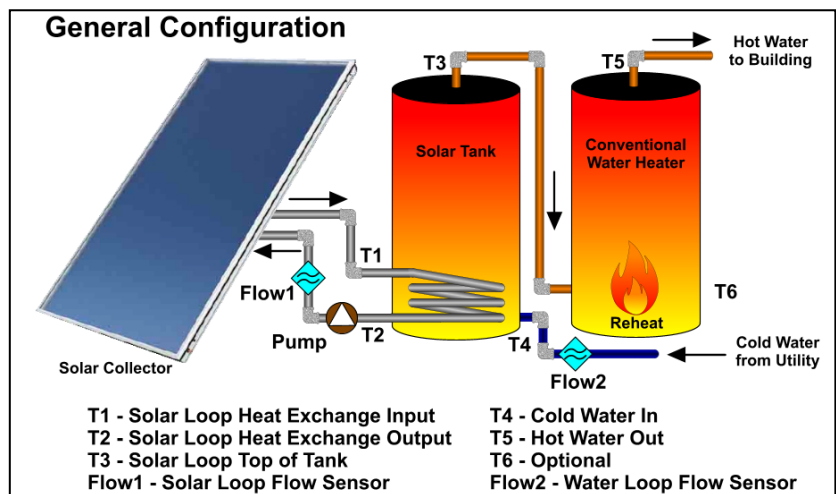 General Configuration
T3
T5
Hot Water
to Building
Solar Tank
Conventional
Water Heater
T1
Flow1
T6
Reheat
Pump
T2
T4
Cold Water
from Utility
Solar Collector
Flow2
T1 - Solar Loop Heat Exchange Input
T2 - Solar Loop Heat Exchange Output
T3 - Solar Loop Top of Tank
Flow1 - Solar Loop Flow Sensor
T4 - Cold Water In
T5 - Hot Water Out
T6 - Optional
Flow2 - Water Loop Flow Sensor